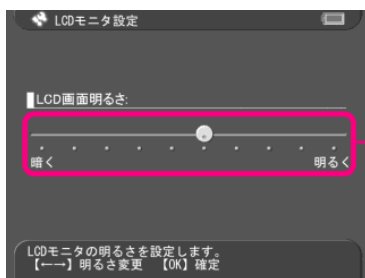 LCDモニタ設定
LCD画面明るさ:
暗く 明るく
LCDモニタの明るさを設定します。
【←→】明るさ変更 【OK】確定